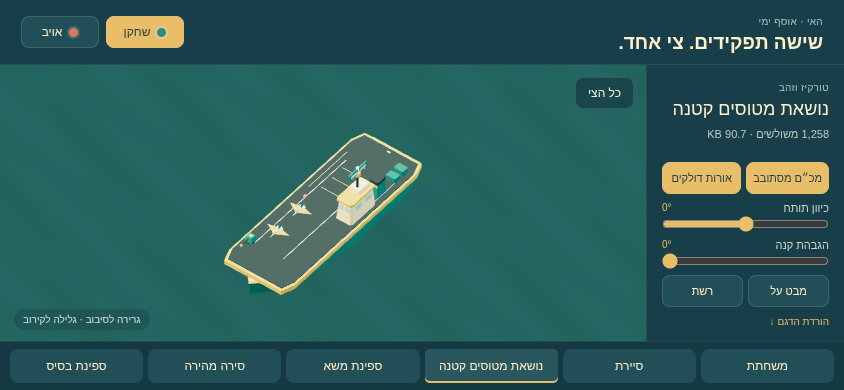 האי · אוסף ימי
שישה תפקידים. צי אחד.
שחקן
אויב
כל הצי
טורקיז וזהב
נושאת מטוסים קטנה
1,258 משולשים · 90.7 KB
מכ״ם מסתובב
אורות דולקים
כיוון תותח
0°
הגבהת קנה
0°
מבט על
רשת
הורדת הדגם ↓
גרירה לסיבוב · גלילה לקירוב
משחתת
סיירת
נושאת מטוסים קטנה
ספינת משא
סירה מהירה
ספינת בסיס